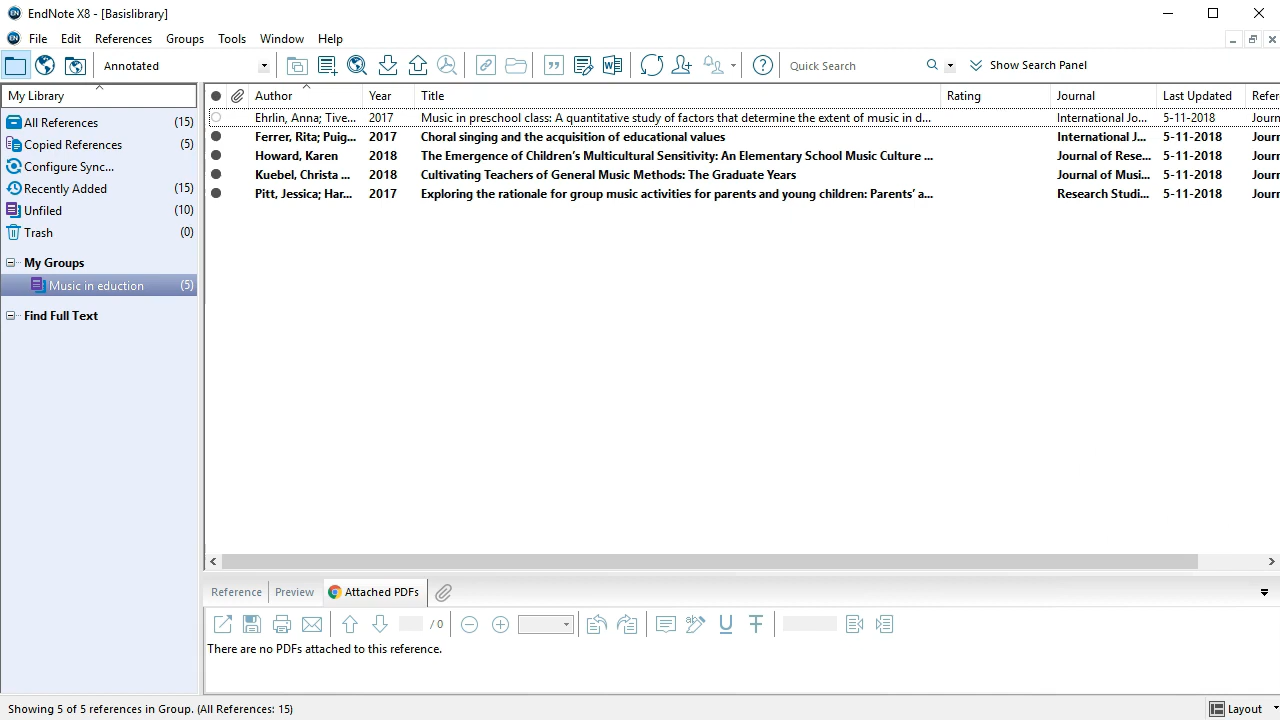 EndNote X8 - [Basislibrary]
File Edit References Groups Tools Window Help
Annotated Quick Search Show Search Panel
My Library
All References (15)
Copied References (5)
Configure Sync...
Recently Added (15)
Unfiled (10)
Trash (0)
My Groups
Music in eduction (5)
Find Full Text
Author Year Title Rating Journal Last Updated Refer
Ehrlin, Anna; Tive... 2017 Music in preschool class: A quantitative study of factors that determine the extent of music in d... International Jo... 5-11-2018 Journ
Ferrer, Rita; Puig... 2017 Choral singing and the acquisition of educational values International J... 5-11-2018 Journ
Howard, Karen 2018 The Emergence of Children’s Multicultural Sensitivity: An Elementary School Music Culture ... Journal of Rese... 5-11-2018 Journ
Kuebel, Christa ... 2018 Cultivating Teachers of General Music Methods: The Graduate Years Journal of Musi... 5-11-2018 Journ
Pitt, Jessica; Har... 2017 Exploring the rationale for group music activities for parents and young children: Parents’ a... Research Studi... 5-11-2018 Journ
Reference Preview Attached PDFs
/ 0
There are no PDFs attached to this reference.
Showing 5 of 5 references in Group. (All References: 15) Layout